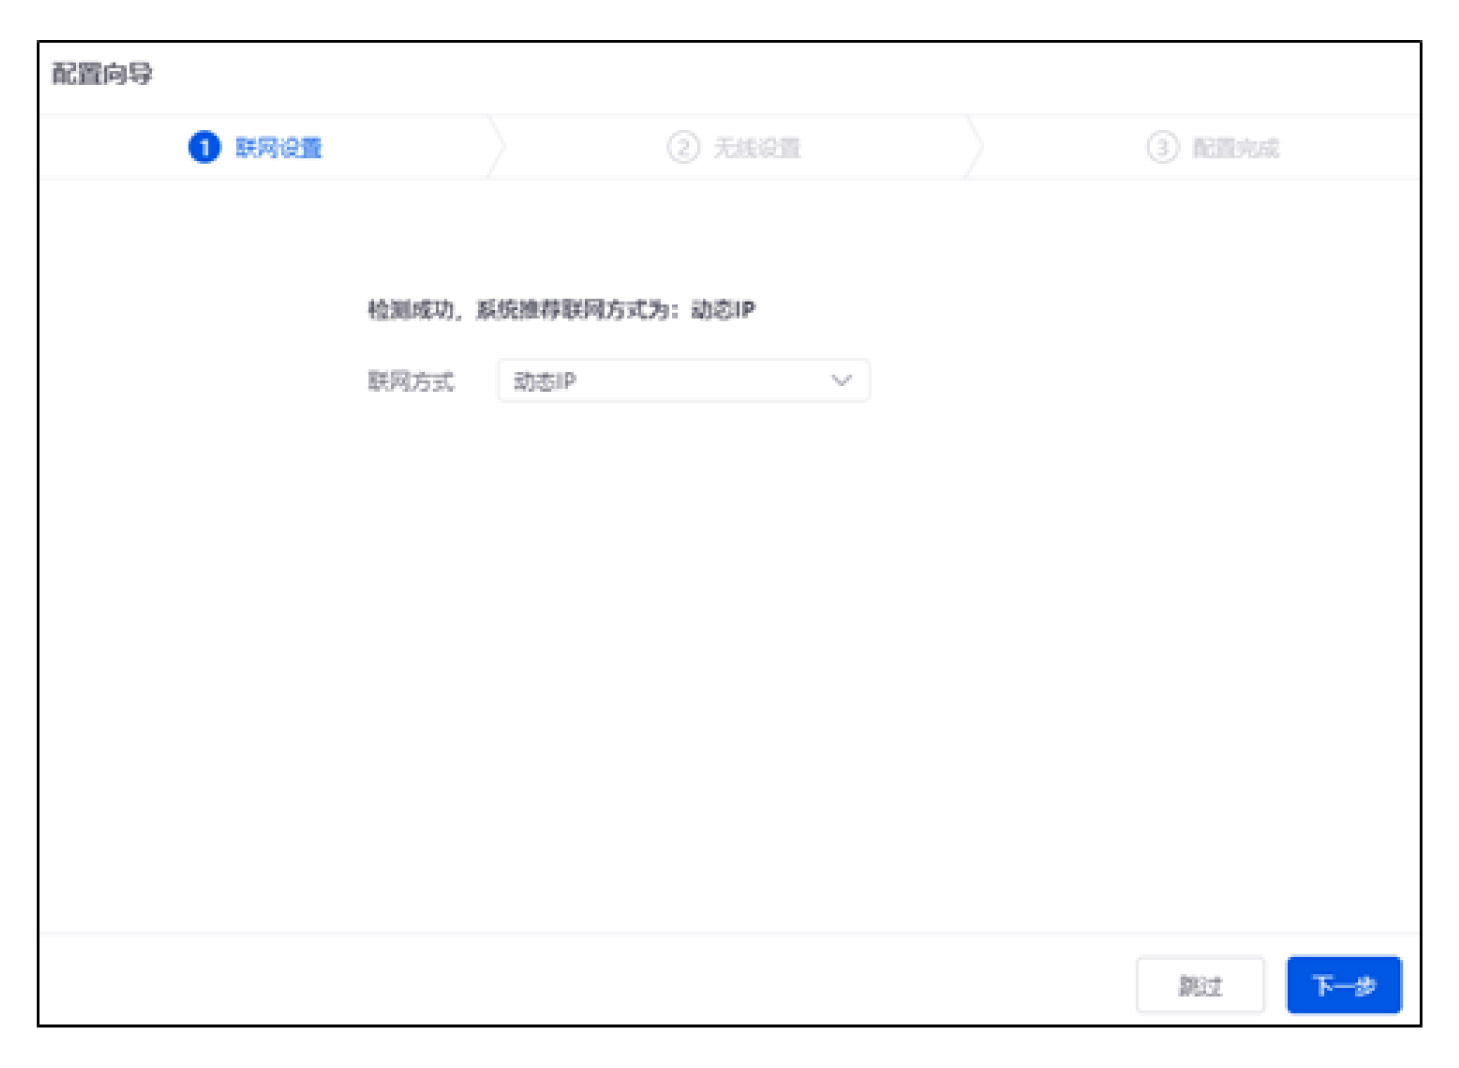 配置向导
1 联网设置
2 无线设置
3 配置完成
检测成功，系统推荐联网方式为：动态IP
联网方式 动态IP
跳过 下一步